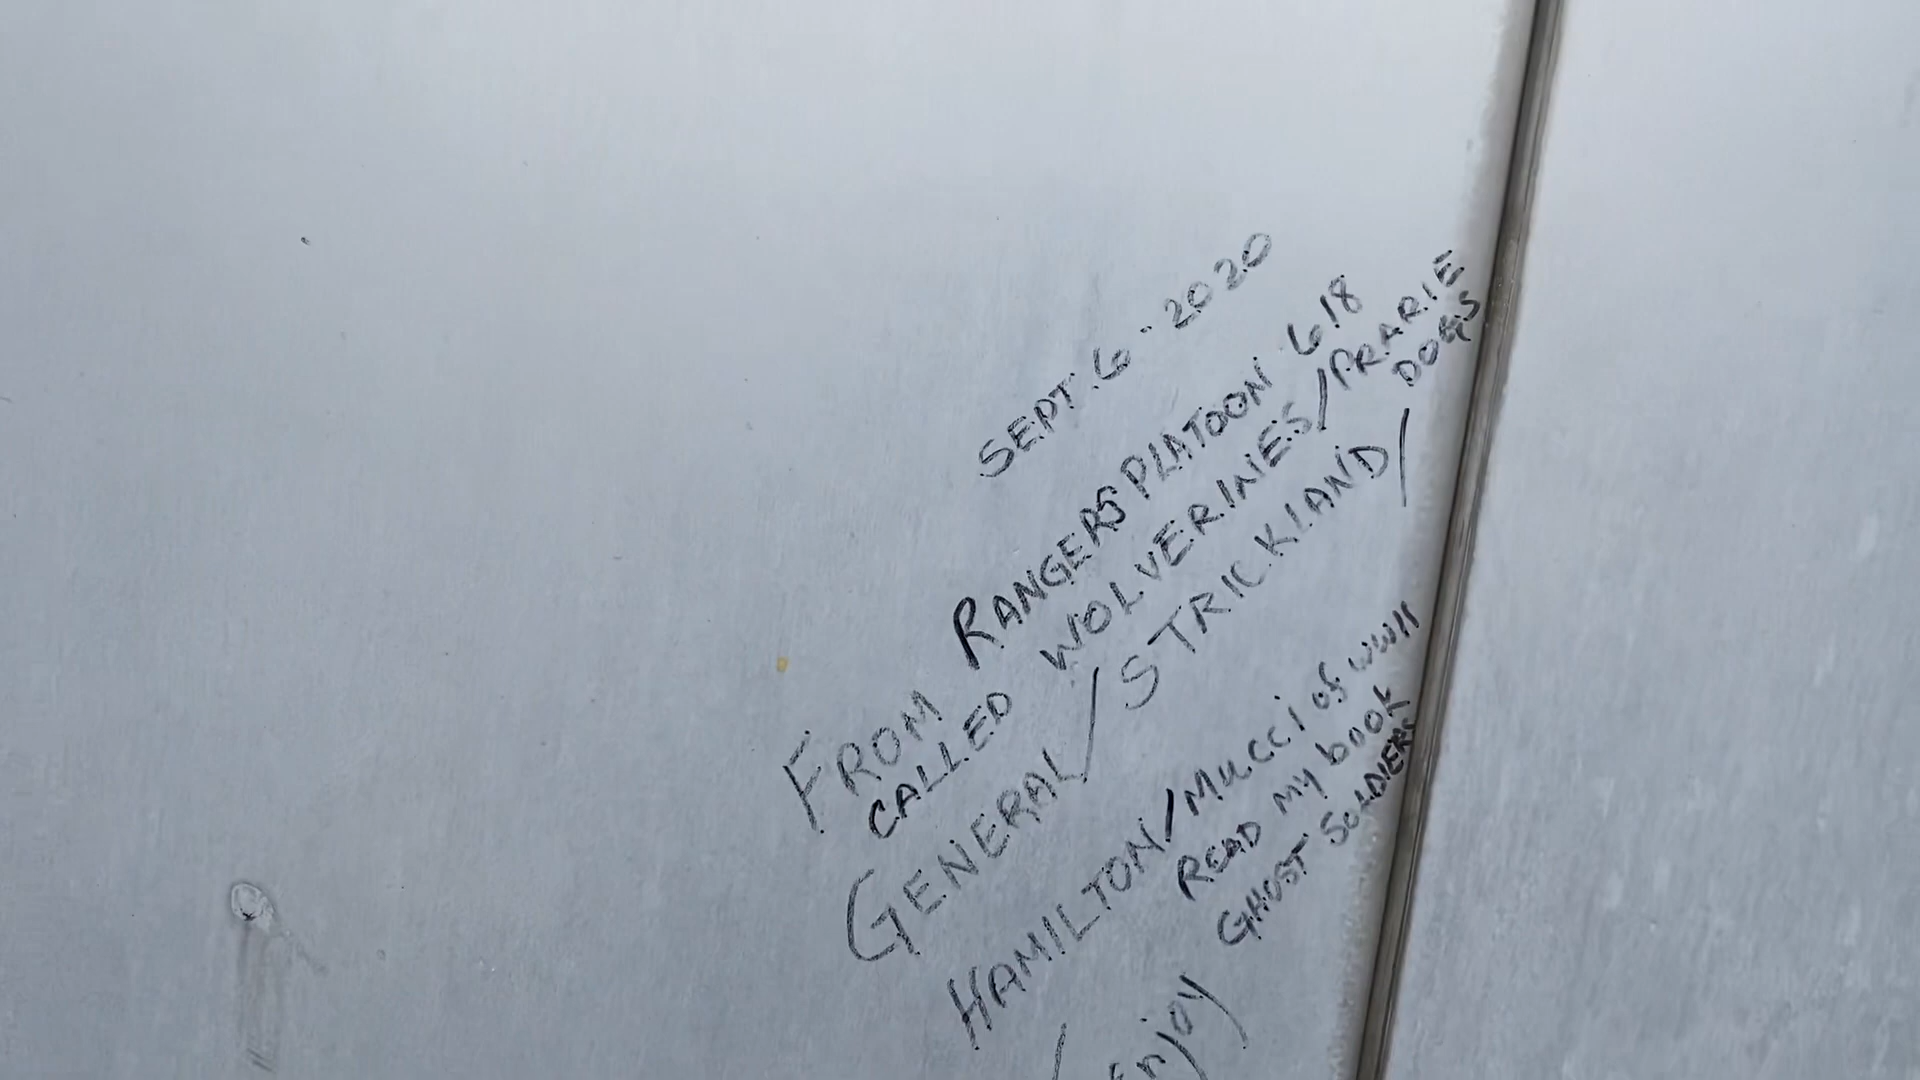 SEPT. 6 - 2020
FROM RANGERS PLATOON 618
CALLED WOLVERINES/PRARIE
DOGS
GENERAL/STRICKLAND/
HAMILTON/MUCCI of WWII
READ MY book
GHOST SOLDIERS
Enjoy